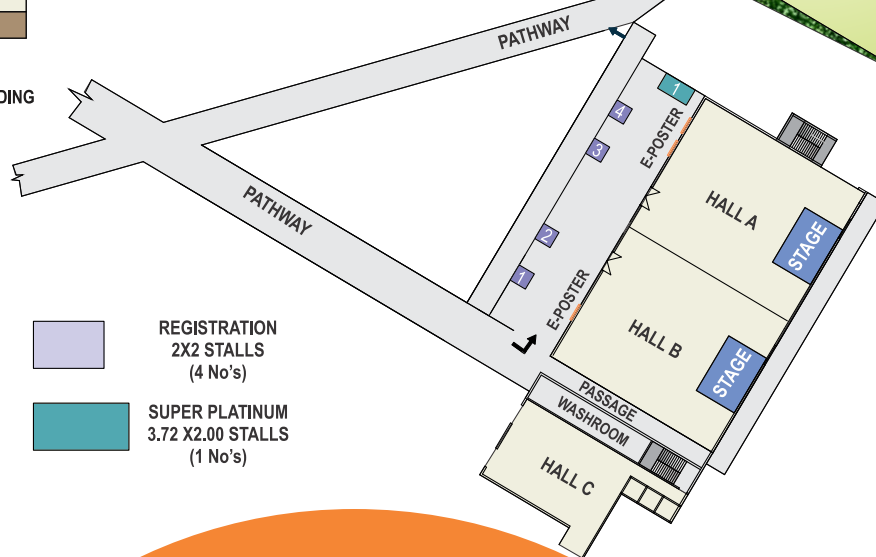 PATHWAY
1
DING
4
E-POSTER
3
HALL A
PATHWAY
STAGE
2
1
E-POSTER
REGISTRATION
2X2 STALLS
(4 No's)
HALL B
STAGE
PASSAGE
WASHROOM
SUPER PLATINUM
3.72 X2.00 STALLS
(1 No's)
HALL C